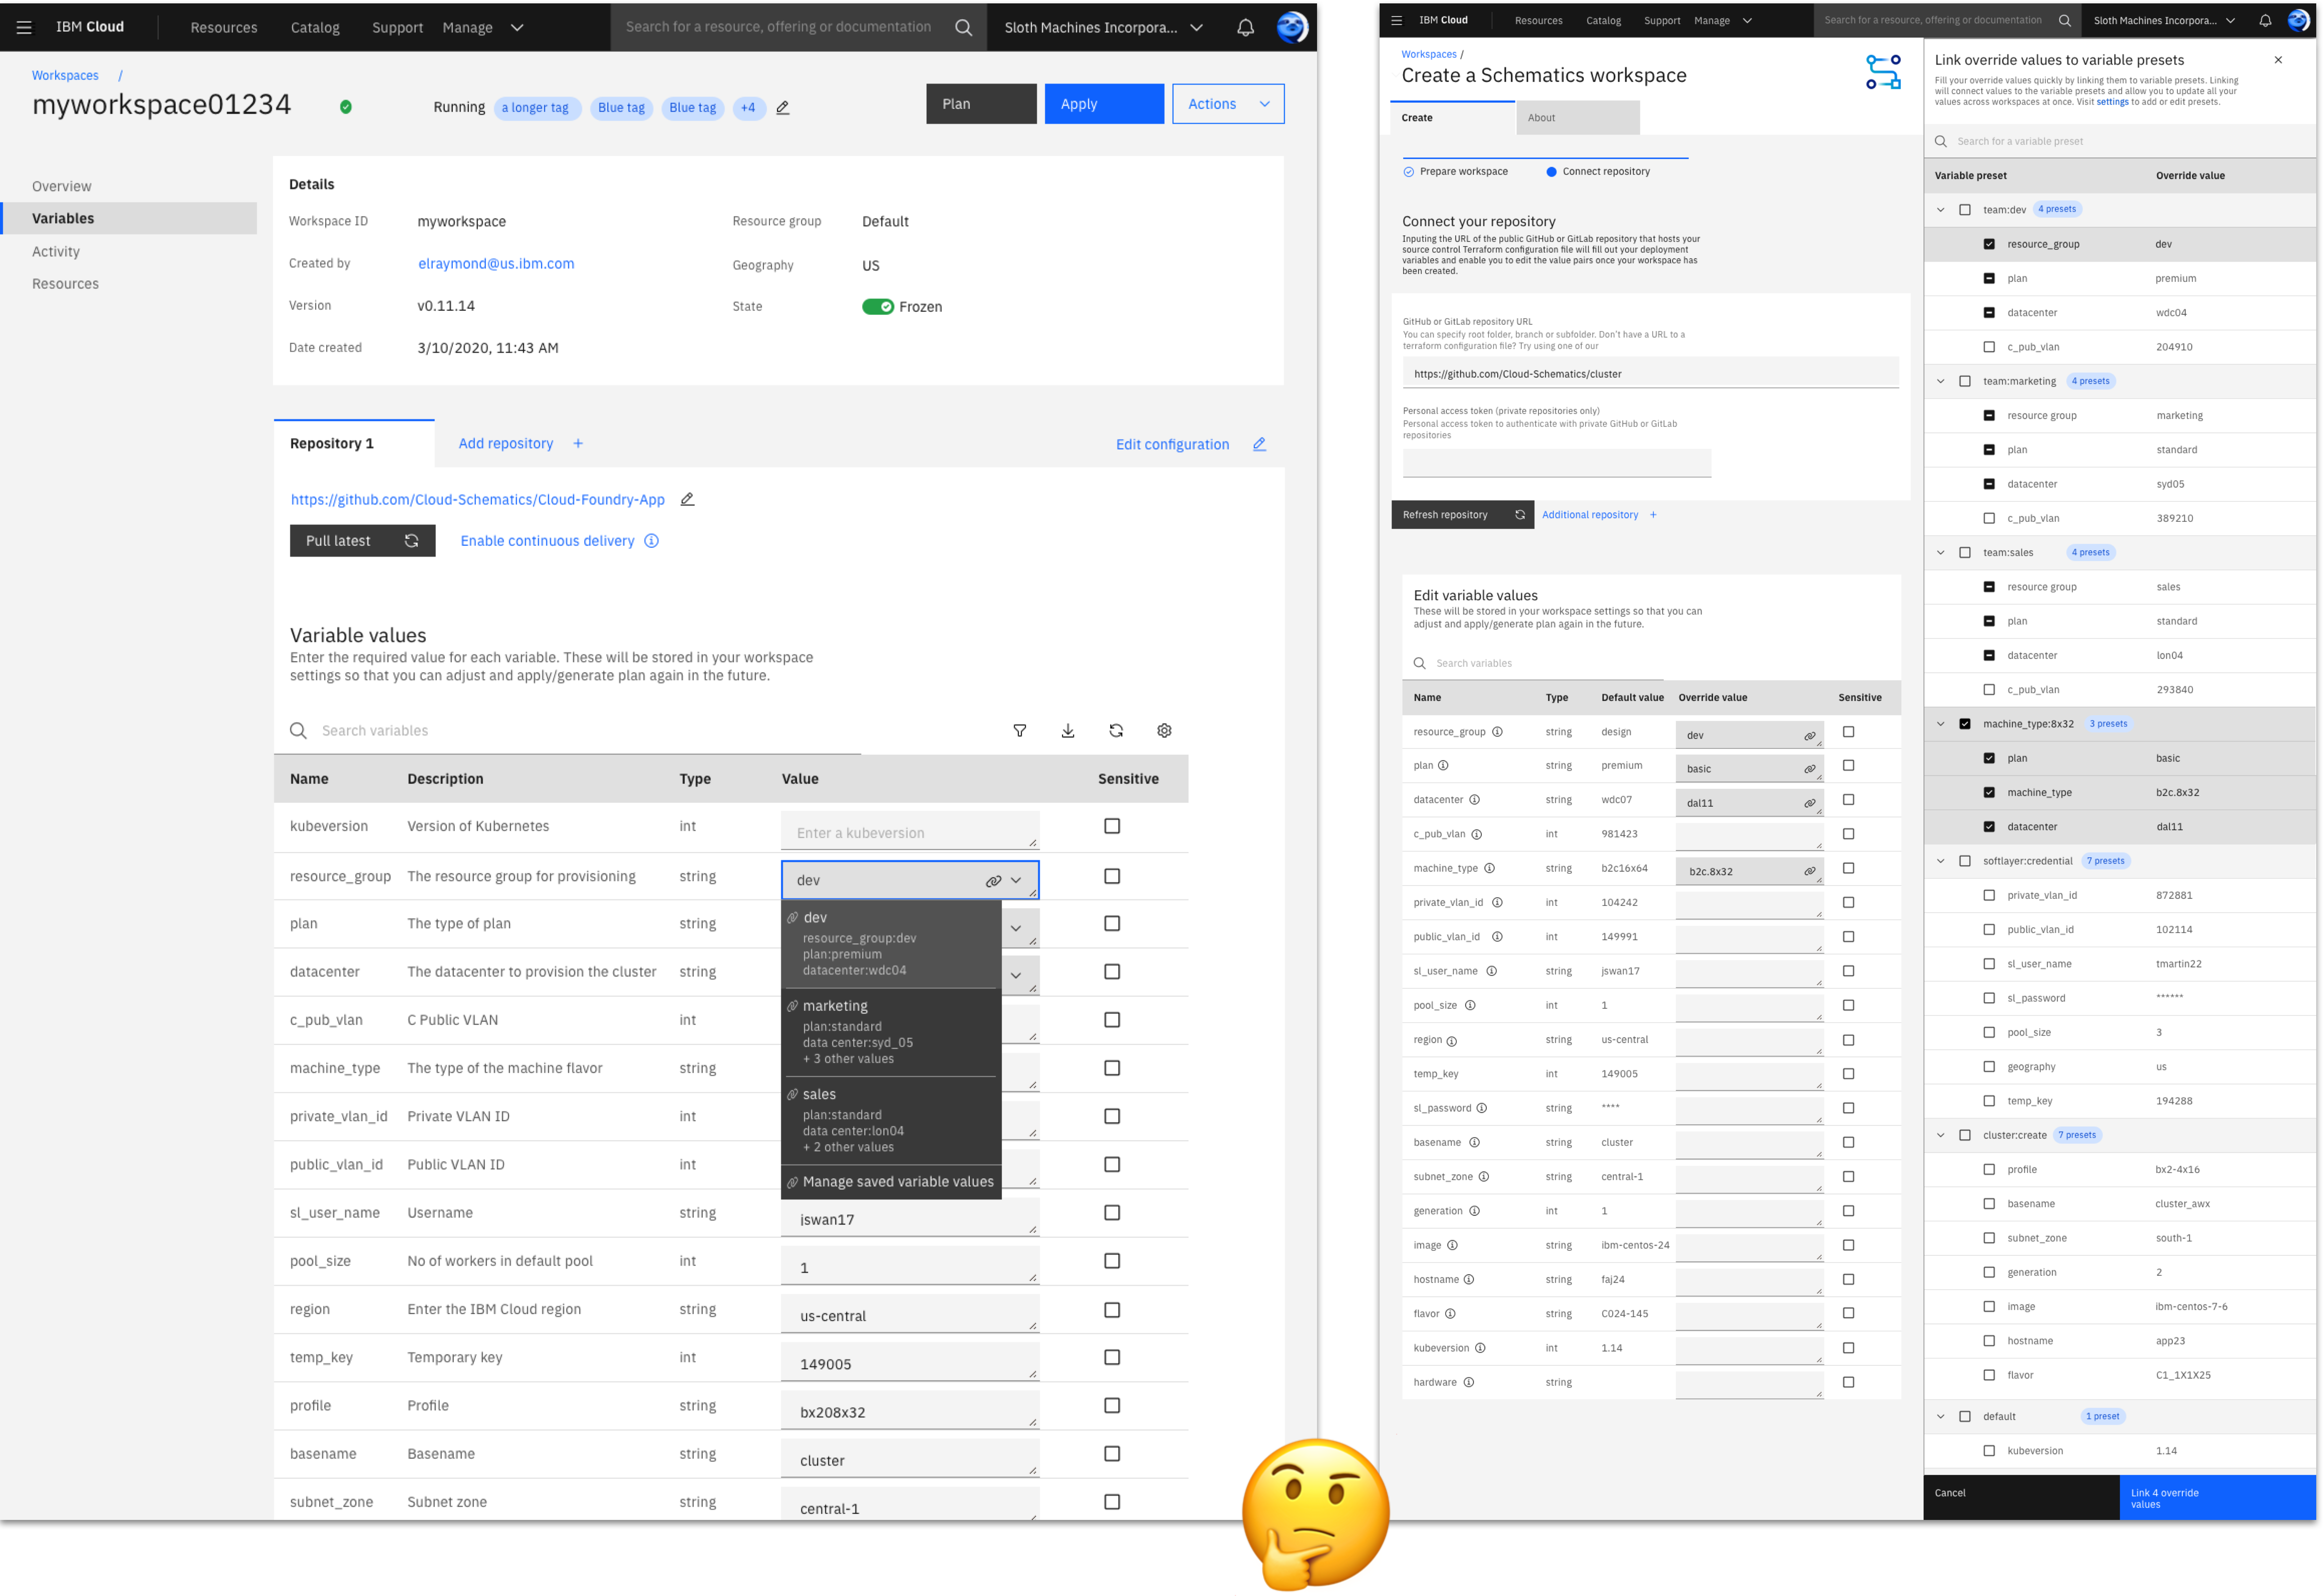 IBM Cloud
Resources
Catalog
Support
Manage
Search for a resource, offering or documentation
Sloth Machines Incorpora...
Workspaces /
myworkspace01234
Running
a longer tag
Blue tag
Blue tag
+4
Plan
Apply
Actions
Overview
Variables
Activity
Resources
Details
Workspace ID myworkspace
Resource group Default
Created by elraymond@us.ibm.com
Geography US
Version v0.11.14
State Frozen
Date created 3/10/2020, 11:43 AM
Repository 1
Add repository +
Edit configuration
https://github.com/Cloud-Schematics/Cloud-Foundry-App
Pull latest
Enable continuous delivery
Variable values
Enter the required value for each variable. These will be stored in your workspace
settings so that you can adjust and apply/generate plan again in the future.
Search variables
Name Description Type Value Sensitive
kubeversion Version of Kubernetes int Enter a kubeversion
resource_group The resource group for provisioning string dev
plan The type of plan string
datacenter The datacenter to provision the cluster string
c_pub_vlan C Public VLAN int
machine_type The type of the machine flavor string
private_vlan_id Private VLAN ID int
public_vlan_id Public VLAN ID int
dev
resource_group:dev
plan:premium
datacenter:wdc04
marketing
plan:standard
data center:syd_05
+ 3 other values
sales
plan:standard
data center:lon04
+ 2 other values
Manage saved variable values
sl_user_name Username string jswan17
pool_size No of workers in default pool int 1
region Enter the IBM Cloud region string us-central
temp_key Temporary key int 149005
profile Profile string bx208x32
basename Basename string cluster
subnet_zone Subnet zone string central-1
IBM Cloud
Resources
Catalog
Support
Manage
Search for a resource, offering or documentation
Sloth Machines Incorpora...
Workspaces /
Create a Schematics workspace
Create
About
Prepare workspace
Connect repository
Connect your repository
Inputing the URL of the public GitHub or GitLab repository that hosts your
source control Terraform configuration file will fill out your deployment
variables and enable you to edit the value pairs once your workspace has
been created.
GitHub or GitLab repository URL
You can specify root folder, branch or subfolder. Don't have a URL to a
terraform configuration file? Try using one of our
https://github.com/Cloud-Schematics/cluster
Personal access token (private repositories only)
Personal access token to authenticate with private GitHub or GitLab
repositories
Refresh repository
Additional repository +
Edit variable values
These will be stored in your workspace settings so that you can
adjust and apply/generate plan again in the future.
Search variables
Name Type Default value Override value Sensitive
resource_group string design dev
plan string premium basic
datacenter string wdc07 dal11
c_pub_vlan int 981423
machine_type string b2c16x64 b2c.8x32
private_vlan_id int 104242
public_vlan_id int 149991
sl_user_name string jswan17
pool_size int 1
region string us-central
temp_key int 149005
sl_password string ****
basename string cluster
subnet_zone string central-1
generation int 1
image string ibm-centos-24
hostname string faj24
flavor string C024-145
kubeversion int 1.14
hardware string
Link override values to variable presets
Fill your override values quickly by linking them to variable presets. Linking
will connect values to the variable presets and allow you to update all your
values across workspaces at once. Visit settings to add or edit presets.
Search for a variable preset
Variable preset Override value
team:dev 4 presets
resource_group dev
plan premium
datacenter wdc04
c_pub_vlan 204910
team:marketing 4 presets
resource group marketing
plan standard
datacenter syd05
c_pub_vlan 389210
team:sales 4 presets
resource group sales
plan standard
datacenter lon04
c_pub_vlan 293840
machine_type:8x32 3 presets
plan basic
machine_type b2c.8x32
datacenter dal11
softlayer:credential 7 presets
private_vlan_id 872881
public_vlan_id 102114
sl_user_name tmartin22
sl_password ******
pool_size 3
geography us
temp_key 194288
cluster:create 7 presets
profile bx2-4x16
basename cluster_awx
subnet_zone south-1
generation 2
image ibm-centos-7-6
hostname app23
flavor C1_1X1X25
default 1 preset
kubeversion 1.14
Cancel
Link 4 override
values